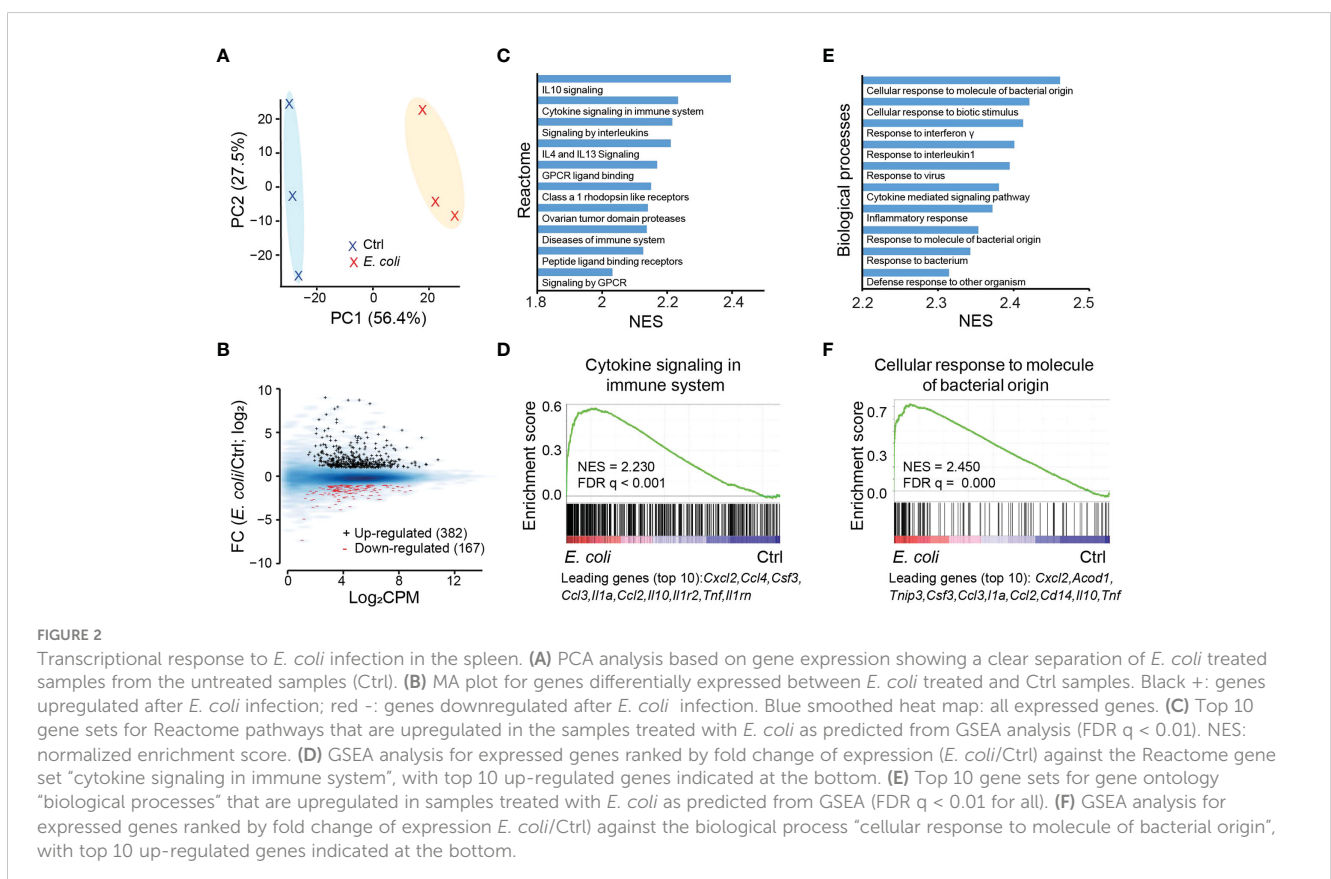 A
PC2 (27.5%)
20
10
0
−10
−20
X Ctrl
X E. coli
−20
0
20
PC1 (56.4%)
B
FC (E. coli/Ctrl; log₂)
10
5
0
−5
−10
+ Up-regulated (382)
- Down-regulated (167)
0
4
8
12
Log₂CPM
C
Reactome
IL10 signaling
Cytokine signaling in immune system
Signaling by interleukins
IL4 and IL13 Signaling
GPCR ligand binding
Class a 1 rhodopsin like receptors
Ovarian tumor domain proteases
Diseases of immune system
Peptide ligand binding receptors
Signaling by GPCR
1.8
2
2.2
2.4
NES
D
Cytokine signaling in
immune system
Enrichment score
0.6
0.3
0.0
NES = 2.230
FDR q < 0.001
E. coli
Ctrl
Leading genes (top 10):Cxcl2,Ccl4,Csf3,
Ccl3,Il1a,Ccl2,Il10,Il1r2,Tnf,Il1rn
E
Biological processes
Cellular response to molecule of bacterial origin
Cellular response to biotic stimulus
Response to interferon γ
Response to interleukin1
Response to virus
Cytokine mediated signaling pathway
Inflammatory response
Response to molecule of bacterial origin
Response to bacterium
Defense response to other organism
2.2
2.3
2.4
2.5
NES
F
Cellular response to molecule
of bacterial origin
Enrichment score
0.7
0.3
0.0
NES = 2.450
FDR q = 0.000
E. coli
Ctrl
Leading genes (top 10): Cxcl2,Acod1,
Tnip3,Csf3,Ccl3,l1a,Ccl2,Cd14,Il10,Tnf
FIGURE 2
Transcriptional response to E. coli infection in the spleen. (A) PCA analysis based on gene expression showing a clear separation of E. coli treated
samples from the untreated samples (Ctrl). (B) MA plot for genes differentially expressed between E. coli treated and Ctrl samples. Black +: genes
upregulated after E. coli infection; red -: genes downregulated after E. coli infection. Blue smoothed heat map: all expressed genes. (C) Top 10
gene sets for Reactome pathways that are upregulated in the samples treated with E. coli as predicted from GSEA analysis (FDR q < 0.01). NES:
normalized enrichment score. (D) GSEA analysis for expressed genes ranked by fold change of expression (E. coli/Ctrl) against the Reactome gene
set "cytokine signaling in immune system", with top 10 up-regulated genes indicated at the bottom. (E) Top 10 gene sets for gene ontology
"biological processes" that are upregulated in samples treated with E. coli as predicted from GSEA (FDR q < 0.01 for all). (F) GSEA analysis for
expressed genes ranked by fold change of expression E. coli/Ctrl) against the biological process "cellular response to molecule of bacterial origin",
with top 10 up-regulated genes indicated at the bottom.